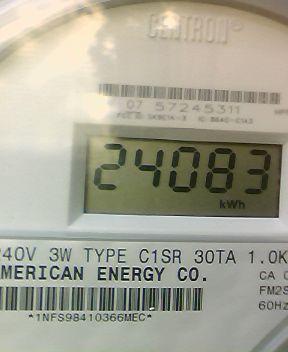 CENTRON®
07 57245311
24083
kWh
240V 3W TYPE C1SR 30TA 1.0K
AMERICAN ENERGY CO.
CA
FM2S
60Hz
*1NFS98410366MEC*